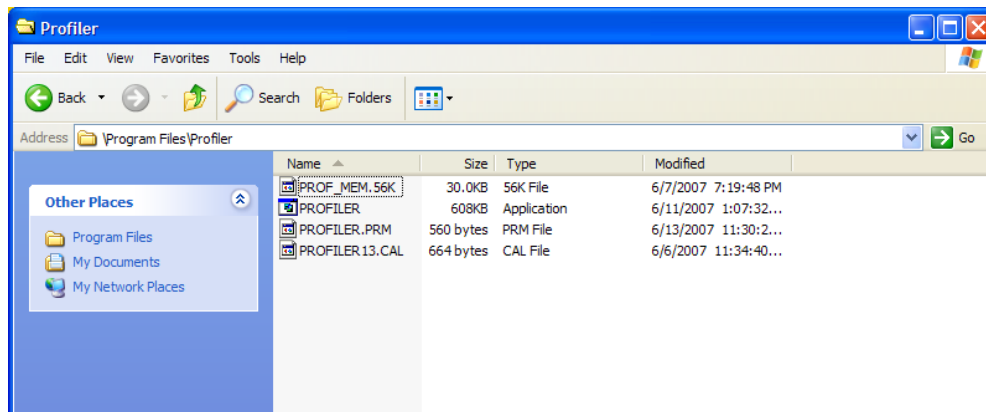 Profiler
File Edit View Favorites Tools Help
Back Search Folders
Address \Program Files\Profiler Go
Name Size Type Modified
PROF_MEM.56K 30.0KB 56K File 6/7/2007 7:19:48 PM
PROFILER 608KB Application 6/11/2007 1:07:32...
PROFILER.PRM 560 bytes PRM File 6/13/2007 11:30:2...
PROFILER13.CAL 664 bytes CAL File 6/6/2007 11:34:40...
Other Places
Program Files
My Documents
My Network Places